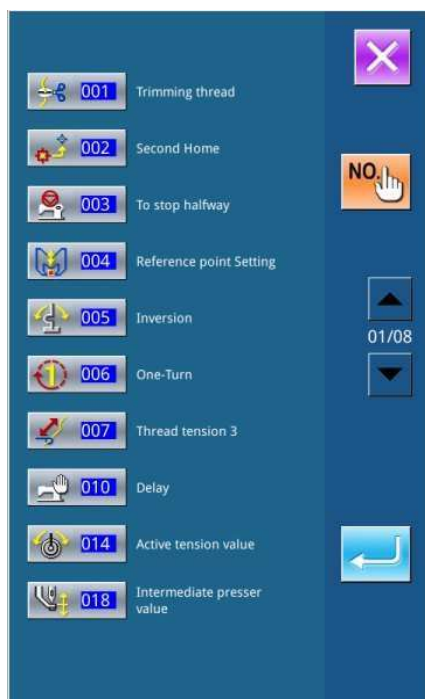 001 Trimming thread
002 Second Home
NO.
003 To stop halfway
004 Reference point Setting
005 Inversion
01/08
006 One-Turn
007 Thread tension 3
010 Delay
014 Active tension value
018 Intermediate presser
value